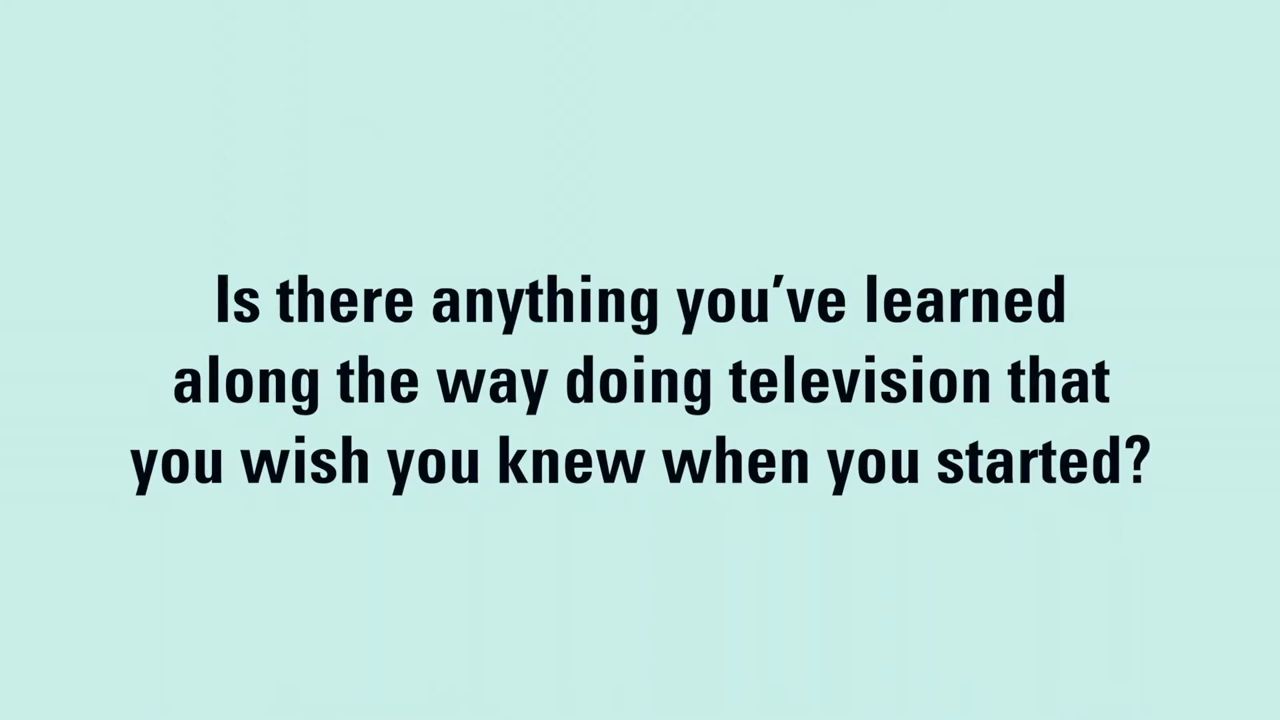 Is there anything you’ve learned
along the way doing television that
you wish you knew when you started?